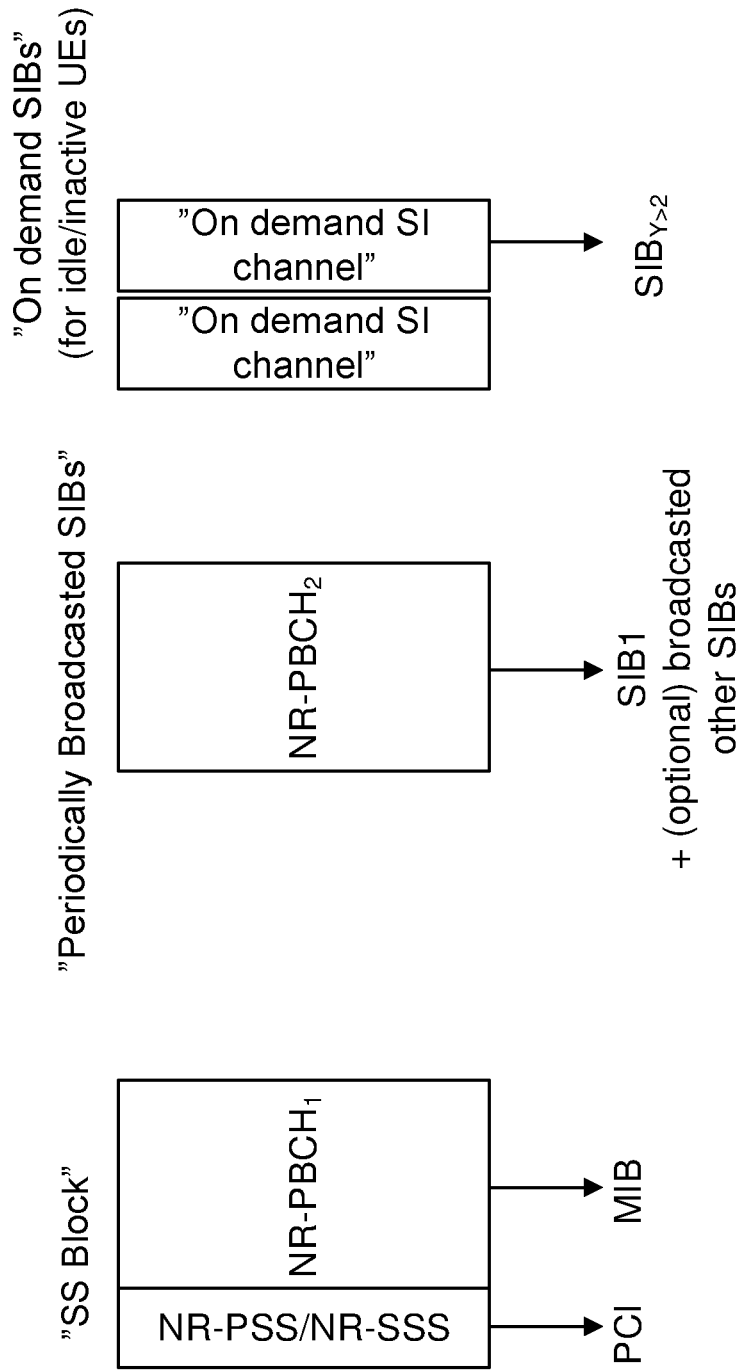 ”SS Block”
NR-PSS/NR-SSS
NR-PBCH₁
PCI
MIB
”Periodically Broadcasted SIBs”
NR-PBCH₂
SIB1
+ (optional) broadcasted
other SIBs
”On demand SIBs”
(for idle/inactive UEs)
”On demand SI
channel”
”On demand SI
channel”
SIB_Y>2